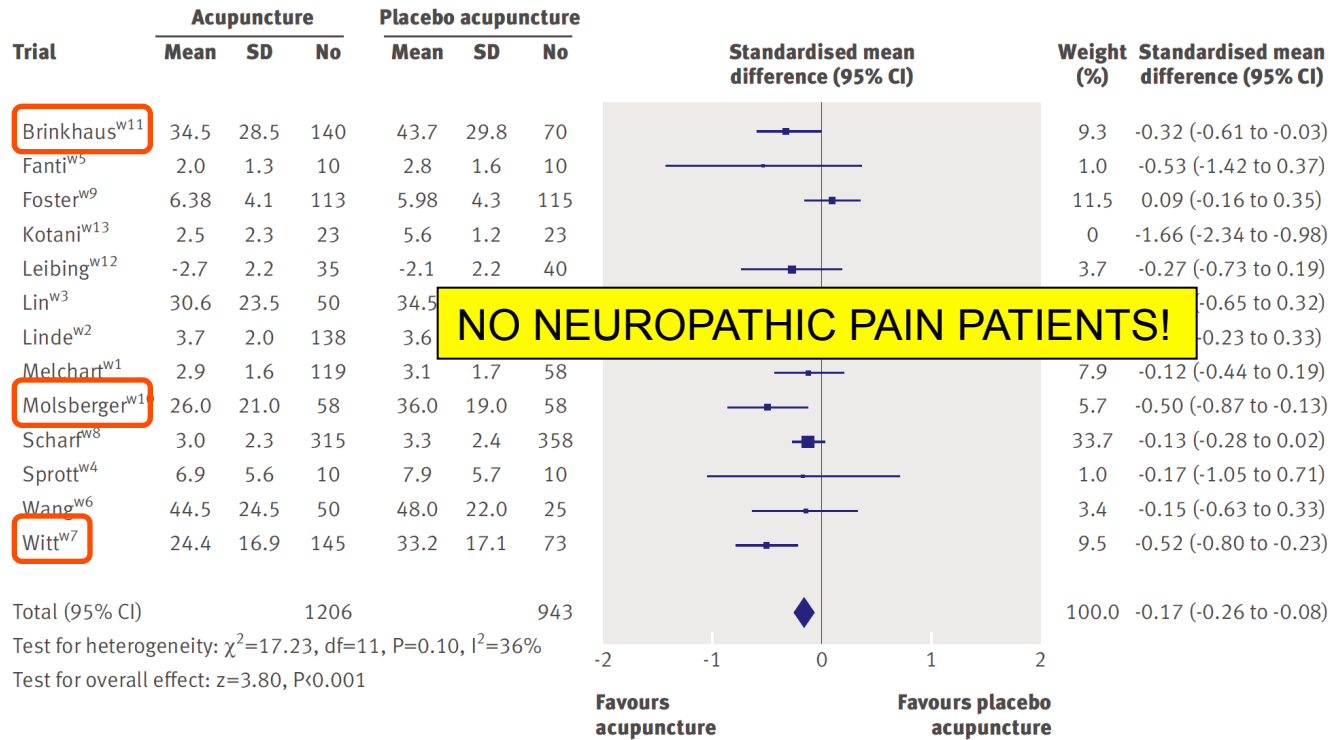 Acupuncture Placebo acupuncture
Trial Mean SD No Mean SD No Standardised mean difference (95% CI) Weight (%) Standardised mean difference (95% CI)
Brinkhaus^w11 34.5 28.5 140 43.7 29.8 70 9.3 -0.32 (-0.61 to -0.03)
Fanti^w5 2.0 1.3 10 2.8 1.6 10 1.0 -0.53 (-1.42 to 0.37)
Foster^w9 6.38 4.1 113 5.98 4.3 115 11.5 0.09 (-0.16 to 0.35)
Kotani^w13 2.5 2.3 23 5.6 1.2 23 0 -1.66 (-2.34 to -0.98)
Leibing^w12 -2.7 2.2 35 -2.1 2.2 40 3.7 -0.27 (-0.73 to 0.19)
Lin^w3 30.6 23.5 50 34.5 -0.65 to 0.32)
NO NEUROPATHIC PAIN PATIENTS!
Linde^w2 3.7 2.0 138 3.6 -0.23 to 0.33)
Melchart^w1 2.9 1.6 119 3.1 1.7 58 7.9 -0.12 (-0.44 to 0.19)
Molsberger^w10 26.0 21.0 58 36.0 19.0 58 5.7 -0.50 (-0.87 to -0.13)
Scharf^w8 3.0 2.3 315 3.3 2.4 358 33.7 -0.13 (-0.28 to 0.02)
Sprott^w4 6.9 5.6 10 7.9 5.7 10 1.0 -0.17 (-1.05 to 0.71)
Wang^w6 44.5 24.5 50 48.0 22.0 25 3.4 -0.15 (-0.63 to 0.33)
Witt^w7 24.4 16.9 145 33.2 17.1 73 9.5 -0.52 (-0.80 to -0.23)
Total (95% CI) 1206 943 100.0 -0.17 (-0.26 to -0.08)
Test for heterogeneity: χ²=17.23, df=11, P=0.10, I²=36%
Test for overall effect: z=3.80, P<0.001
-2 -1 0 1 2
Favours acupuncture Favours placebo acupuncture